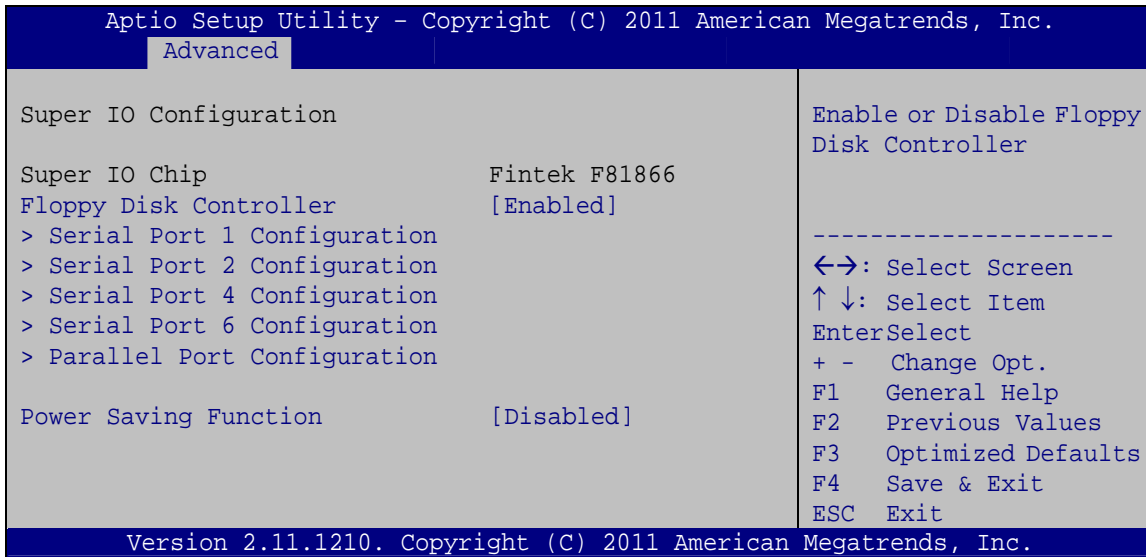 Aptio Setup Utility – Copyright (C) 2011 American Megatrends, Inc.
Advanced
Super IO Configuration
Super IO Chip Fintek F81866
Floppy Disk Controller [Enabled]
> Serial Port 1 Configuration
> Serial Port 2 Configuration
> Serial Port 4 Configuration
> Serial Port 6 Configuration
> Parallel Port Configuration
Power Saving Function [Disabled]
Enable or Disable Floppy
Disk Controller
---------------------
←→: Select Screen
↑ ↓: Select Item
EnterSelect
+ - Change Opt.
F1 General Help
F2 Previous Values
F3 Optimized Defaults
F4 Save & Exit
ESC Exit
Version 2.11.1210. Copyright (C) 2011 American Megatrends, Inc.